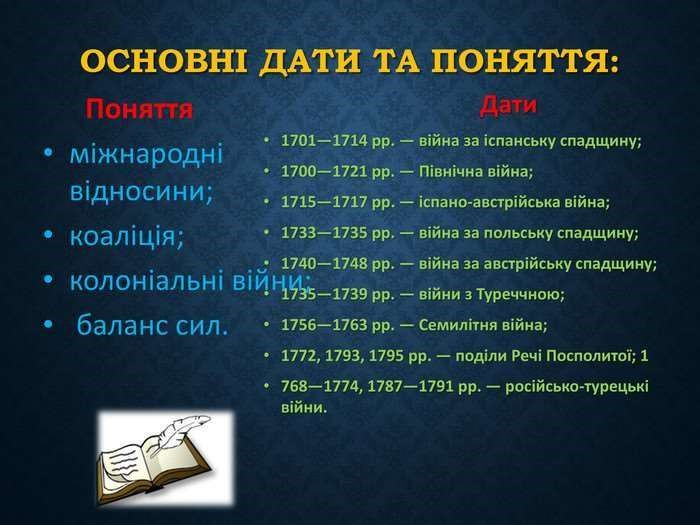 ОСНОВНІ ДАТИ ТА ПОНЯТТЯ:
Поняття
• міжнародні
відносини;
• коаліція;
• колоніальні війни;
• баланс сил.
Дати
• 1701—1714 рр. — війна за іспанську спадщину;
• 1700—1721 рр. — Північна війна;
• 1715—1717 рр. — іспано-австрійська війна;
• 1733—1735 рр. — війна за польську спадщину;
• 1740—1748 рр. — війна за австрійську спадщину;
• 1735—1739 рр. — війни з Туреччною;
• 1756—1763 рр. — Семилітня війна;
• 1772, 1793, 1795 рр. — поділи Речі Посполитої; 1
• 768—1774, 1787—1791 рр. — російсько-турецькі
війни.